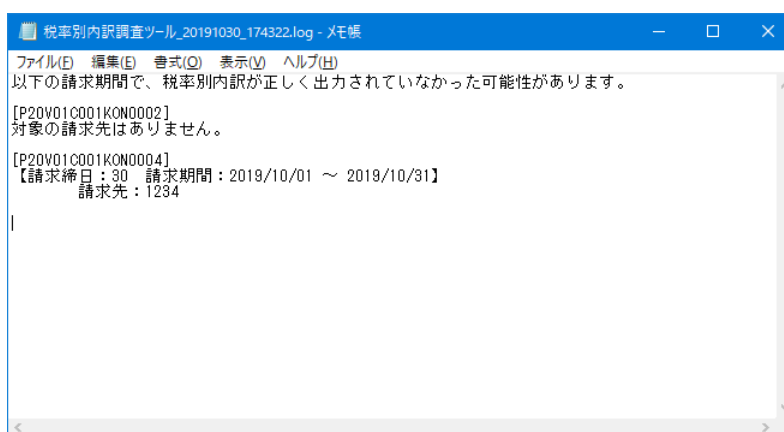 税率別内訳調査ツール_20191030_174322.log - メモ帳
ファイル(F) 編集(E) 書式(O) 表示(V) ヘルプ(H)
以下の請求期間で、税率別内訳が正しく出力されていなかった可能性があります。
[P20V01C001KON0002]
対象の請求先はありません。
[P20V01C001KON0004]
【請求締日：30　請求期間：2019/10/01 ～ 2019/10/31】
請求先：1234